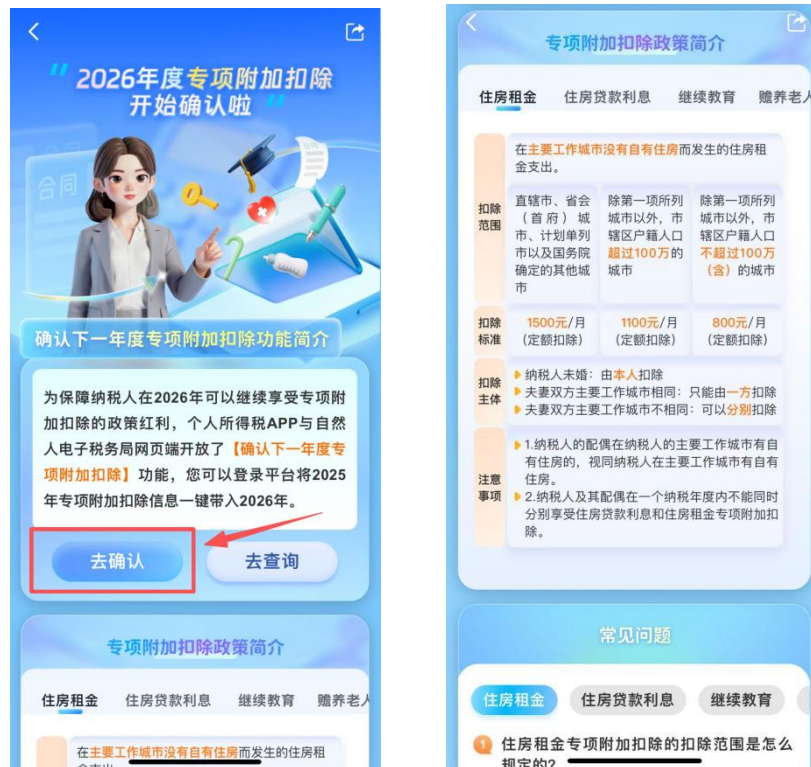 2026年度专项附加扣除
开始确认啦
合同
合同
确认下一年度专项附加扣除功能简介
为保障纳税人在2026年可以继续享受专项附
加扣除的政策红利，个人所得税APP与自然
人电子税务局网页端开放了【确认下一年度专
项附加扣除】功能，您可以登录平台将2025
年专项附加扣除信息一键带入2026年。
去确认
去查询
专项附加扣除政策简介
住房租金 住房贷款利息 继续教育 赡养老人
在主要工作城市没有自有住房而发生的住房租
专项附加扣除政策简介
住房租金 住房贷款利息 继续教育 赡养老人
扣除
范围
在主要工作城市没有自有住房而发生的住房租
金支出。
直辖市、省会
（首府）城
市、计划单列
市以及国务院
确定的其他城
市
除第一项所列
城市以外，市
辖区户籍人口
超过100万的
城市
除第一项所列
城市以外，市
辖区户籍人口
不超过100万
（含）的城市
扣除
标准
1500元/月
（定额扣除）
1100元/月
（定额扣除）
800元/月
（定额扣除）
扣除
主体
纳税人未婚：由本人扣除
夫妻双方主要工作城市相同：只能由一方扣除
夫妻双方主要工作城市不相同：可以分别扣除
注意
事项
1.纳税人的配偶在纳税人的主要工作城市有自
有住房的，视同纳税人在主要工作城市有自有
住房。
2.纳税人及其配偶在一个纳税年度内不能同时
分别享受住房贷款利息和住房租金专项附加扣
除。
常见问题
住房租金 住房贷款利息 继续教育
1 住房租金专项附加扣除的扣除范围是怎么
规定的？